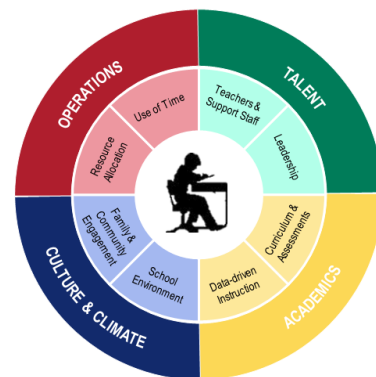 OPERATIONS
TALENT
ACADEMICS
CULTURE & CLIMATE
Use of Time
Resource
Allocation
Teachers &
Support Staff
Leadership
Curriculum &
Assessments
Data-driven
Instruction
School
Environment
Family &
Community
Engagement